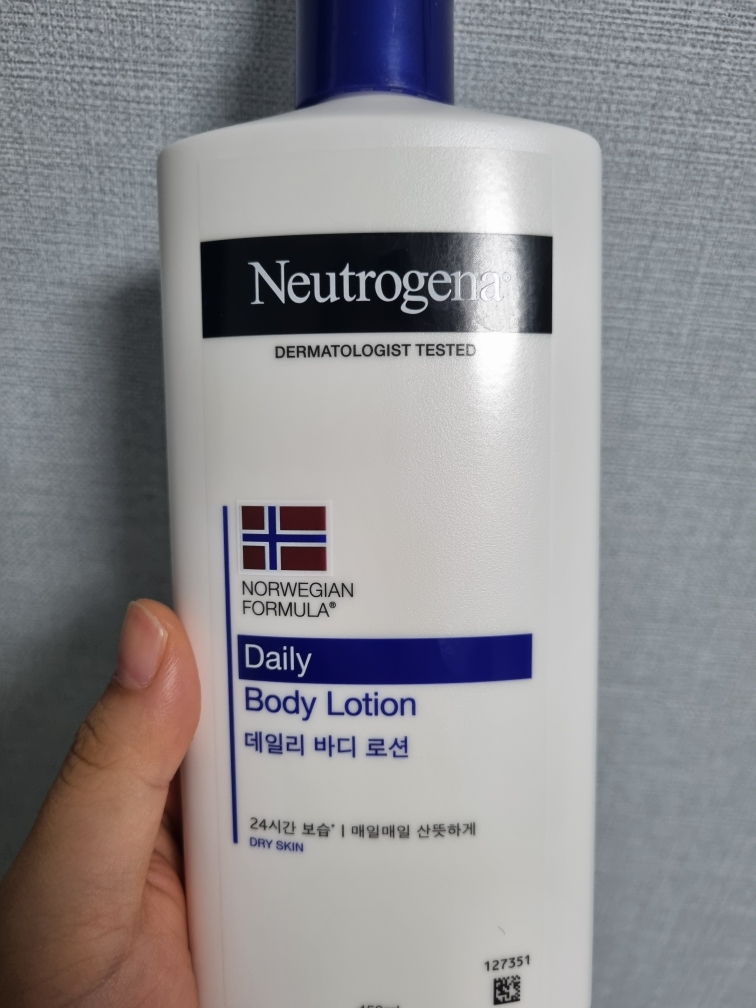 Neutrogena®
DERMATOLOGIST TESTED
NORWEGIAN
FORMULA®
Daily
Body Lotion
데일리 바디 로션
24시간 보습* | 매일매일 산뜻하게
DRY SKIN
127351